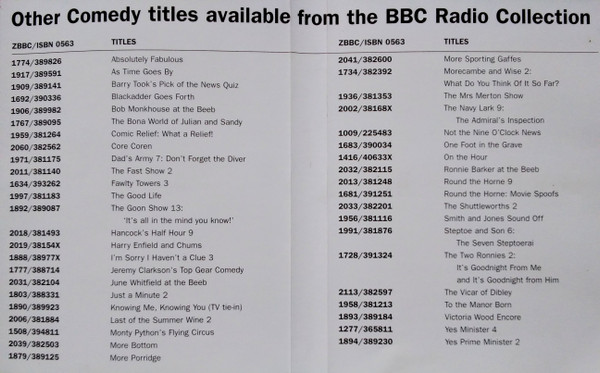 Other Comedy titles available from the BBC Radio Collection
ZBBC/ISBN 0563 TITLES
1774/389826 Absolutely Fabulous
1917/389591 As Time Goes By
1909/389141 Barry Took's Pick of the News Quiz
1692/390336 Blackadder Goes Forth
1906/389982 Bob Monkhouse at the Beeb
1767/389095 The Bona World of Julian and Sandy
1959/381264 Comic Relief: What a Relief!
2060/382562 Core Coren
1971/381175 Dad's Army 7: Don't Forget the Diver
2011/381140 The Fast Show 2
1634/393262 Fawlty Towers 3
1997/381183 The Good Life
1892/389087 The Goon Show 13:
'It's all in the mind you know!'
2018/381493 Hancock's Half Hour 9
2019/38154X Harry Enfield and Chums
1888/38977X I'm Sorry I Haven't a Clue 3
1777/388714 Jeremy Clarkson's Top Gear Comedy
2031/382104 June Whitfield at the Beeb
1803/388331 Just a Minute 2
1890/389923 Knowing Me, Knowing You (TV tie-in)
2006/381884 Last of the Summer Wine 2
1508/394811 Monty Python's Flying Circus
2039/382503 More Bottom
1879/389125 More Porridge
ZBBC/ISBN 0563 TITLES
2041/382600 More Sporting Gaffes
1734/382392 Morecambe and Wise 2:
What Do You Think Of It So Far?
1936/381353 The Mrs Merton Show
2002/38168X The Navy Lark 9:
The Admiral's Inspection
1009/225483 Not the Nine O'Clock News
1683/390034 One Foot in the Grave
1416/40633X On the Hour
2032/382115 Ronnie Barker at the Beeb
2013/381248 Round the Horne 9
1681/391251 Round the Horne: Movie Spoofs
2033/382201 The Shuttleworths 2
1956/381116 Smith and Jones Sound Off
1991/381876 Steptoe and Son 6:
The Seven Steptoerai
1728/391324 The Two Ronnies 2:
It's Goodnight From Me
and It's Goodnight from Him
2113/382597 The Vicar of Dibley
1958/381213 To the Manor Born
1893/389184 Victoria Wood Encore
1277/365811 Yes Minister 4
1894/389230 Yes Prime Minister 2